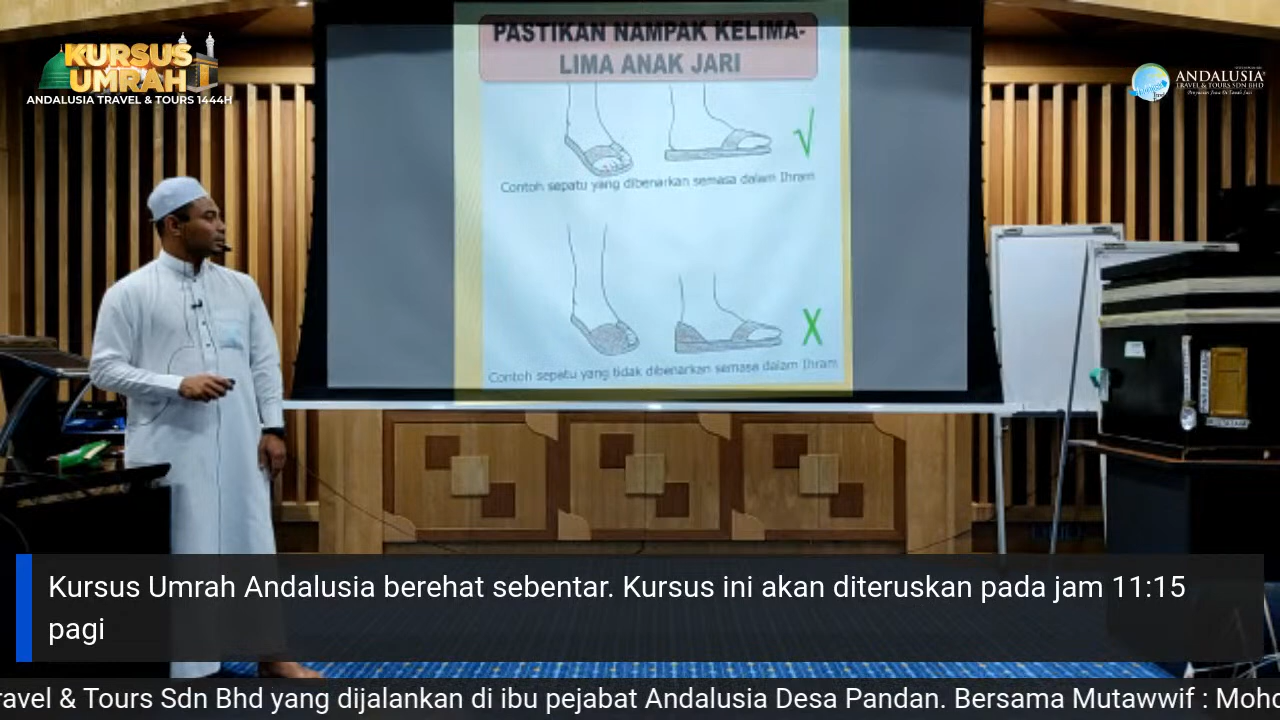 KURSUS
UMRAH
ANDALUSIA TRAVEL & TOURS 1444H
PASTIKAN NAMPAK KELIMA-
LIMA ANAK JARI
Contoh sepatu yang dibenarkan semasa dalam Ihram
X
Contoh sepatu yang tidak dibenarkan semasa dalam Ihram
ANDALUSIA
TRAVEL & TOURS SDN BHD
Kursus Umrah Andalusia berehat sebentar. Kursus ini akan diteruskan pada jam 11:15
pagi
ravel & Tours Sdn Bhd yang dijalankan di ibu pejabat Andalusia Desa Pandan. Bersama Mutawwif : Moho